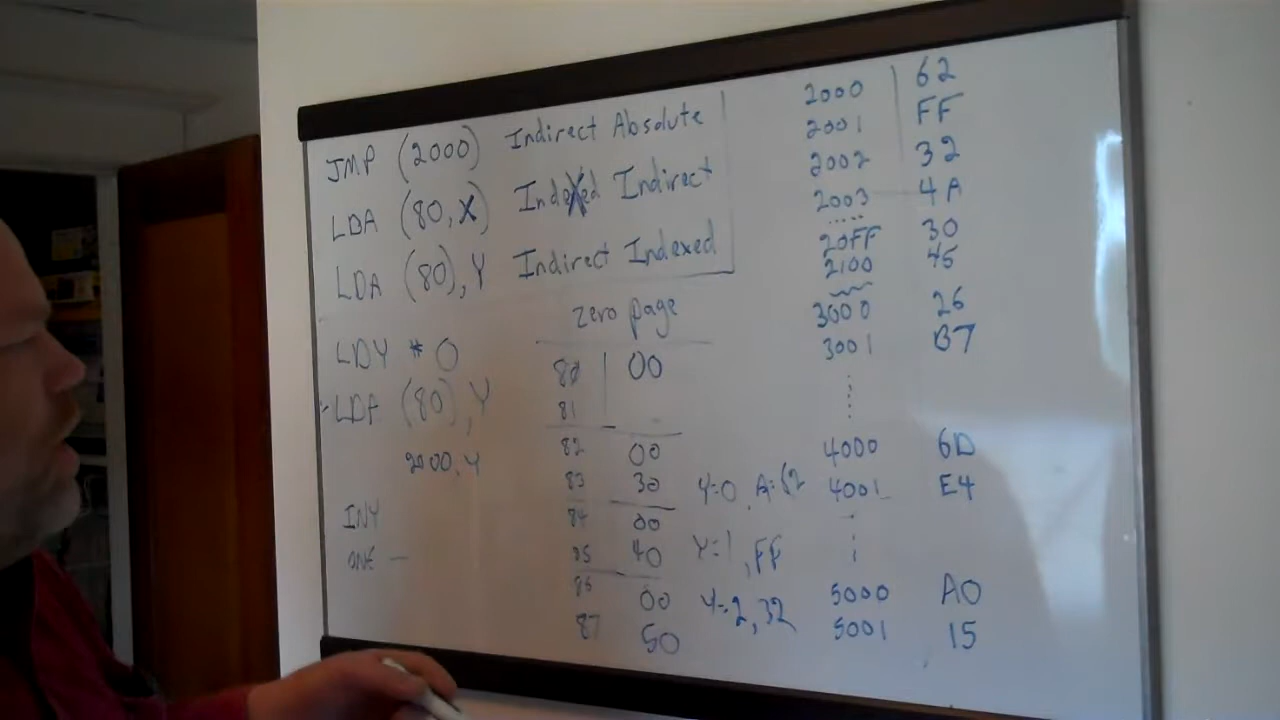 JMP (2000) Indirect Absolute
LDA (80,X) Indexed Indirect
LDA (80),Y Indirect Indexed
LDY #0
LDA (80),Y
2000,Y
INY
zero page
80 00
81
82 00
83 30
84 00
85 40
86 00
87 50
Y=0, A=62
Y=1, FF
Y=2, 32
2000 62
2001 FF
2002 32
2003 4A
.....
20FF 30
2100 45
3000 26
3001 B7
4000 6D
4001 E4
5000 A0
5001 15